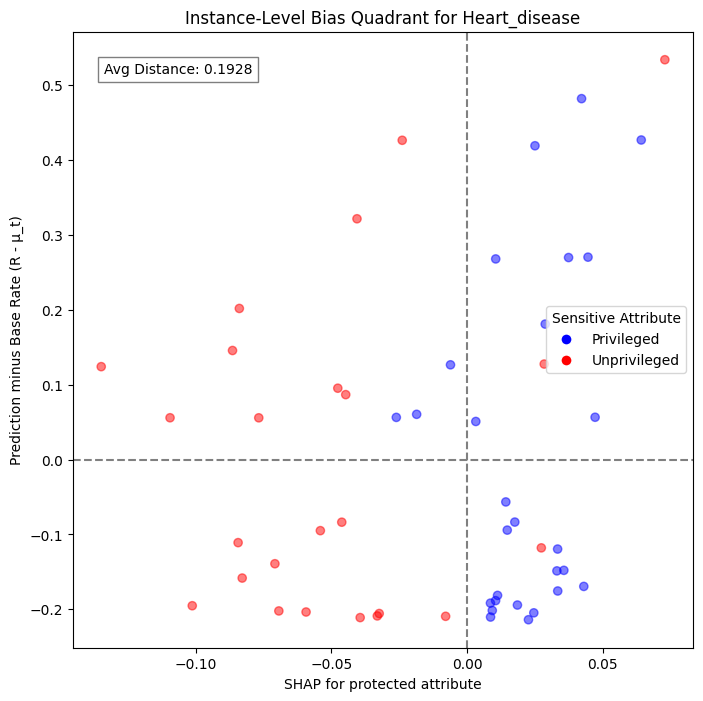 Instance-Level Bias Quadrant for Heart_disease
Avg Distance: 0.1928
Prediction minus Base Rate (R - μ_t)
0.5
0.4
0.3
0.2
0.1
0.0
−0.1
−0.2
Sensitive Attribute
Privileged
Unprivileged
−0.10
−0.05
0.00
0.05
SHAP for protected attribute